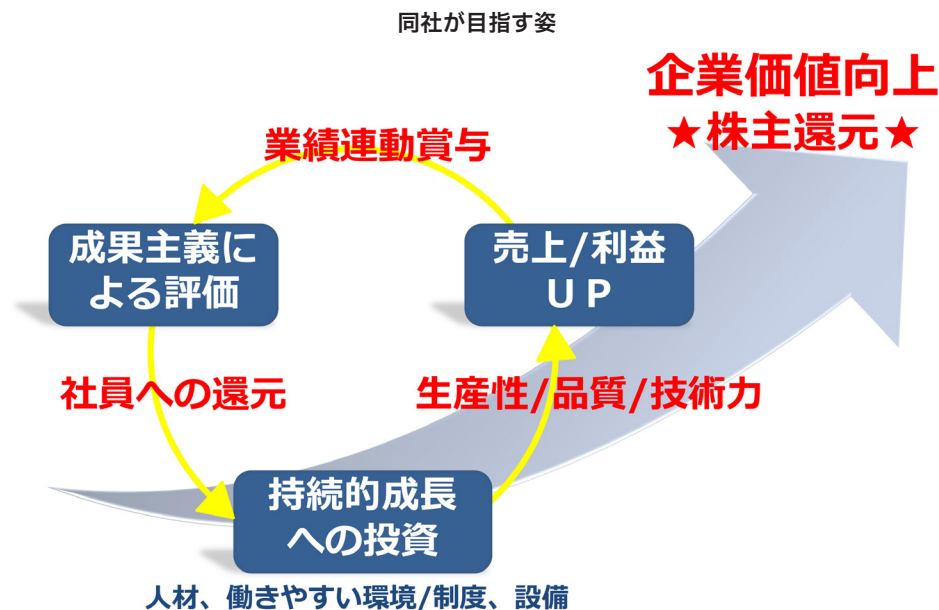 同社が目指す姿
企業価値向上
★株主還元★
業績連動賞与
成果主義に
よる評価
売上/利益
ＵＰ
社員への還元
生産性/品質/技術力
持続的成長
への投資
人材、働きやすい環境/制度、設備